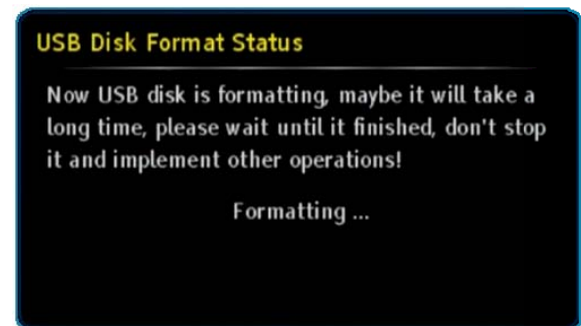 USB Disk Format Status
Now USB disk is formatting, maybe it will take a
long time, please wait until it finished, don't stop
it and implement other operations!
Formatting ...